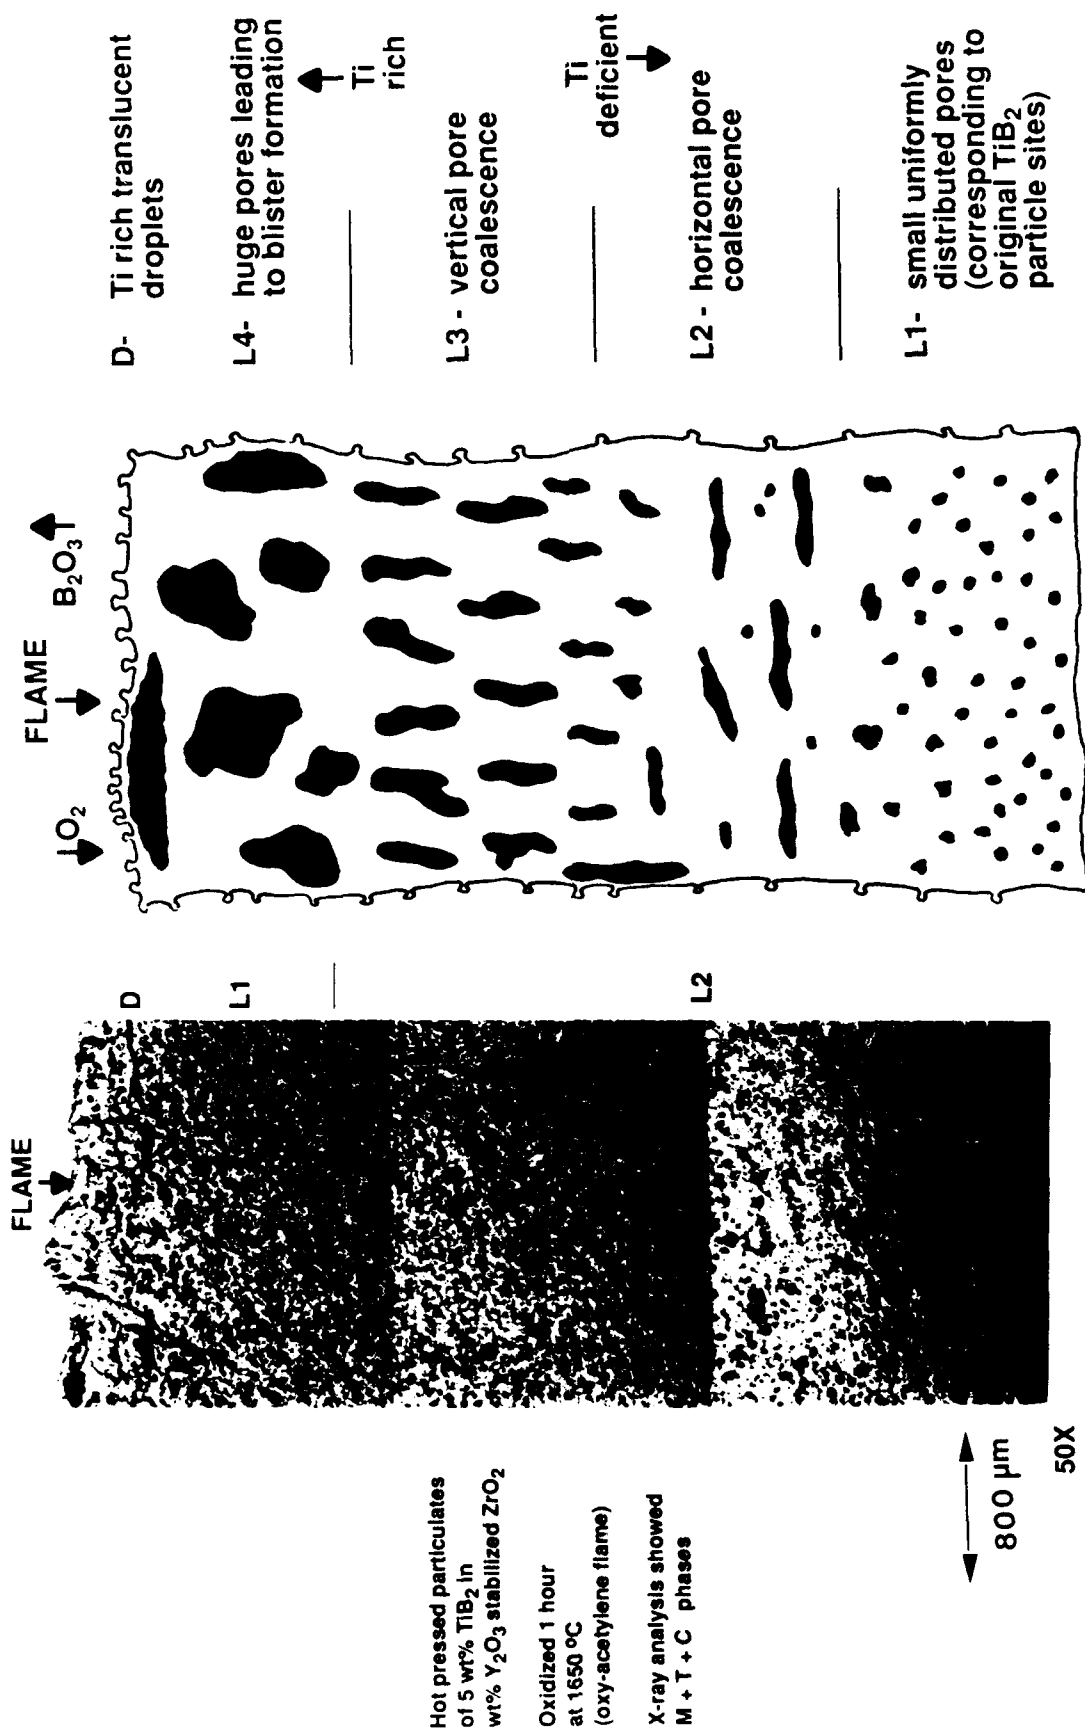 Hot pressed particulates
of 5 wt% TiB₂ in
wt% Y₂O₃ stabilized ZrO₂
Oxidized 1 hour
at 1650 °C
(oxy-acetylene flame)
X-ray analysis showed
M + T + C phases
800 µm
50X
FLAME
D
L1
L2
O₂
FLAME
B₂O₃
D- Ti rich translucent
droplets
L4- huge pores leading
to blister formation
Ti
rich
L3 - vertical pore
coalescence
Ti
deficient
L2 - horizontal pore
coalescence
L1- small uniformly
distributed pores
(corresponding to
original TiB₂
particle sites)